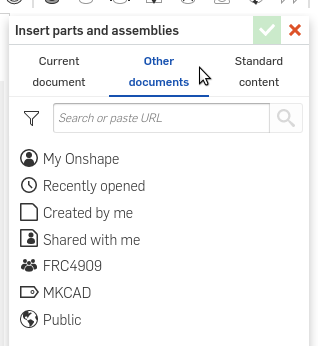 Insert parts and assemblies
Current document
Other documents
Standard content
Search or paste URL
My Onshape
Recently opened
Created by me
Shared with me
FRC4909
MKCAD
Public